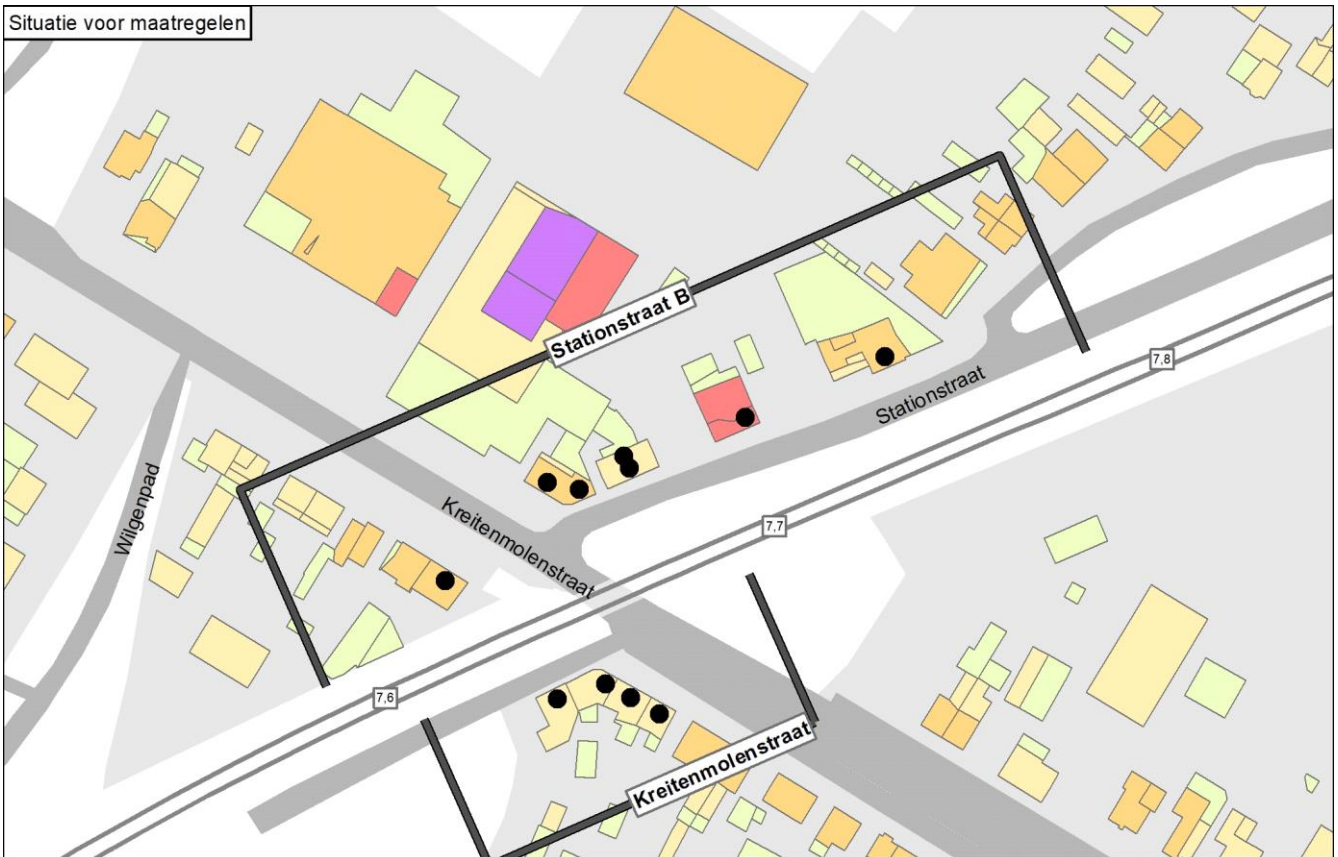 Situatie voor maatregelen
Stationstraat B
7,8
Stationstraat
Wilgenpad
Kreitenmolenstraat
7,7
7,6
Kreitenmolenstraat